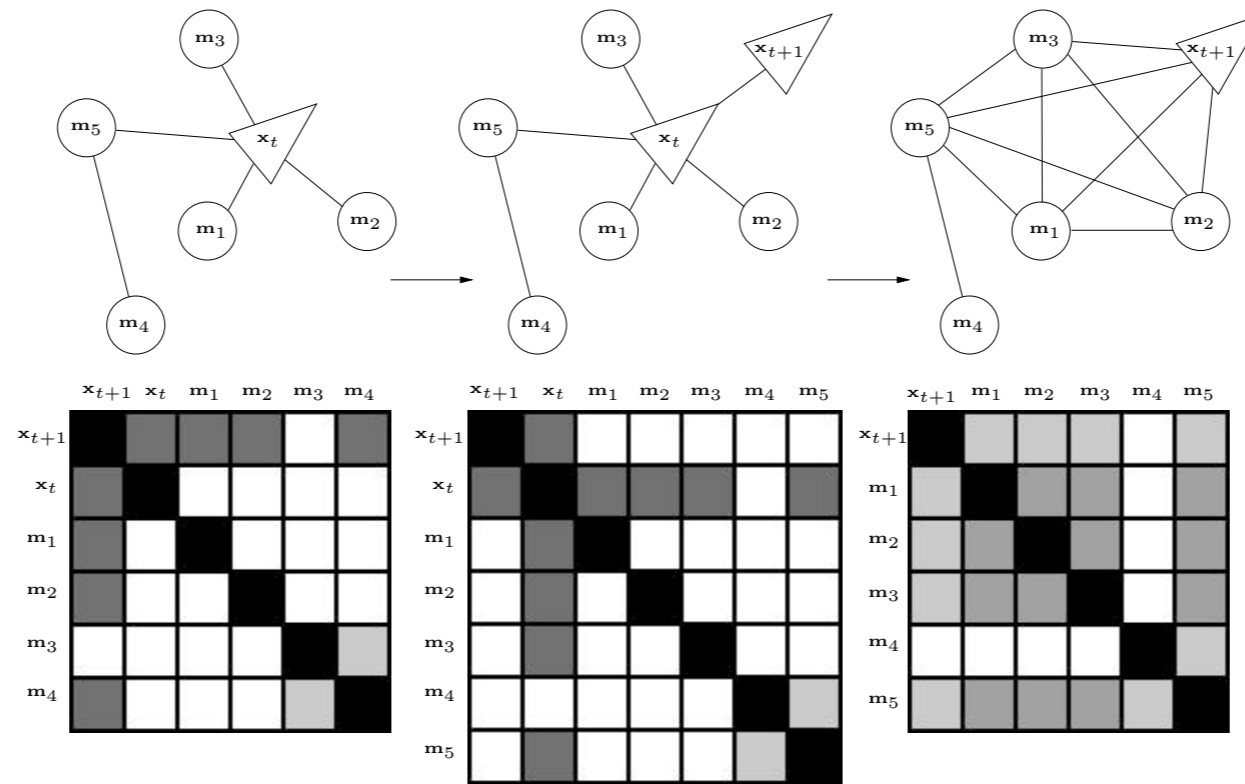 m₃
m₅
xₜ
m₁
m₂
m₄
m₃
xₜ₊₁
m₅
xₜ
m₁
m₂
m₄
m₃
xₜ₊₁
m₅
m₁
m₂
m₄
xₜ₊₁ xₜ m₁ m₂ m₃ m₄
xₜ₊₁
xₜ
m₁
m₂
m₃
m₄
xₜ₊₁ xₜ m₁ m₂ m₃ m₄ m₅
xₜ₊₁
xₜ
m₁
m₂
m₃
m₄
m₅
xₜ₊₁ m₁ m₂ m₃ m₄ m₅
xₜ₊₁
m₁
m₂
m₃
m₄
m₅